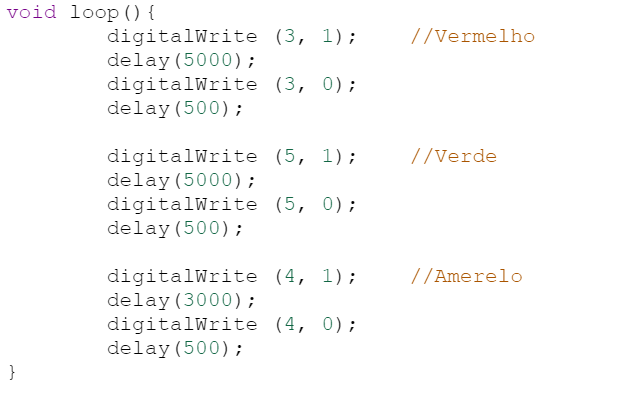 void loop(){
digitalWrite (3, 1);    //Vermelho
delay(5000);
digitalWrite (3, 0);
delay(500);
digitalWrite (5, 1);    //Verde
delay(5000);
digitalWrite (5, 0);
delay(500);
digitalWrite (4, 1);    //Amerelo
delay(3000);
digitalWrite (4, 0);
delay(500);
}